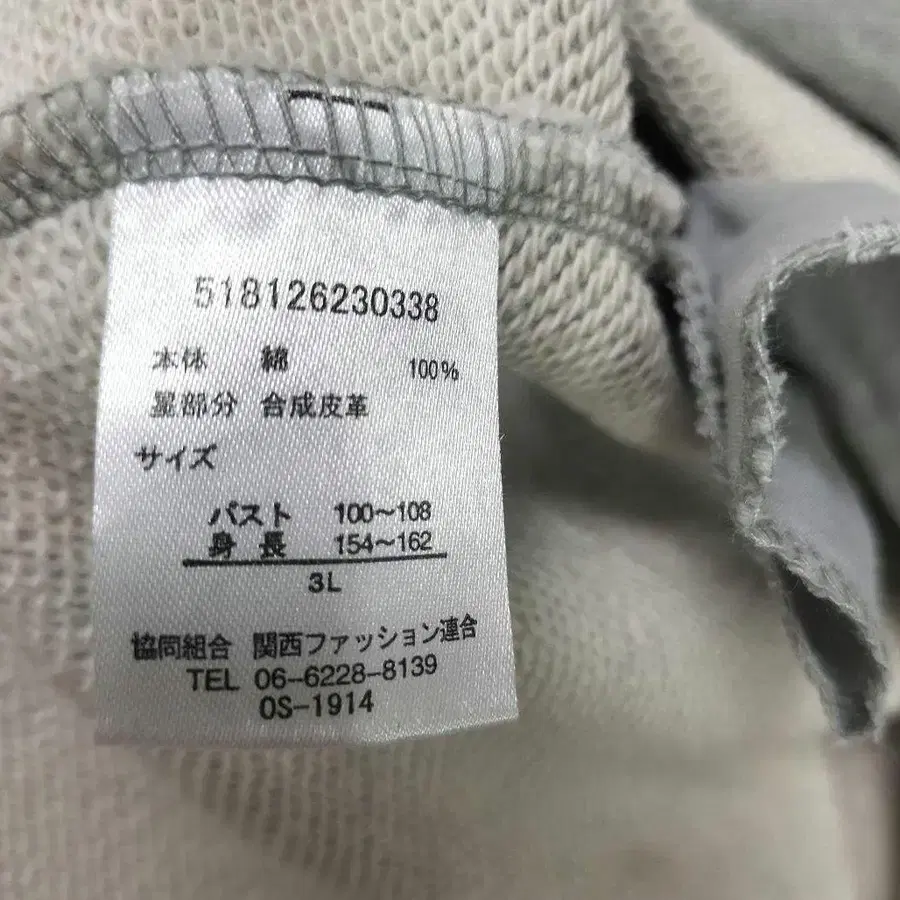 518126230338
本体 綿 100%
星部分 合成皮革
サイズ
バスト 100～108
身長 154～162
3L
協同組合 関西ファッション連合
TEL 06-6228-8139
OS-1914